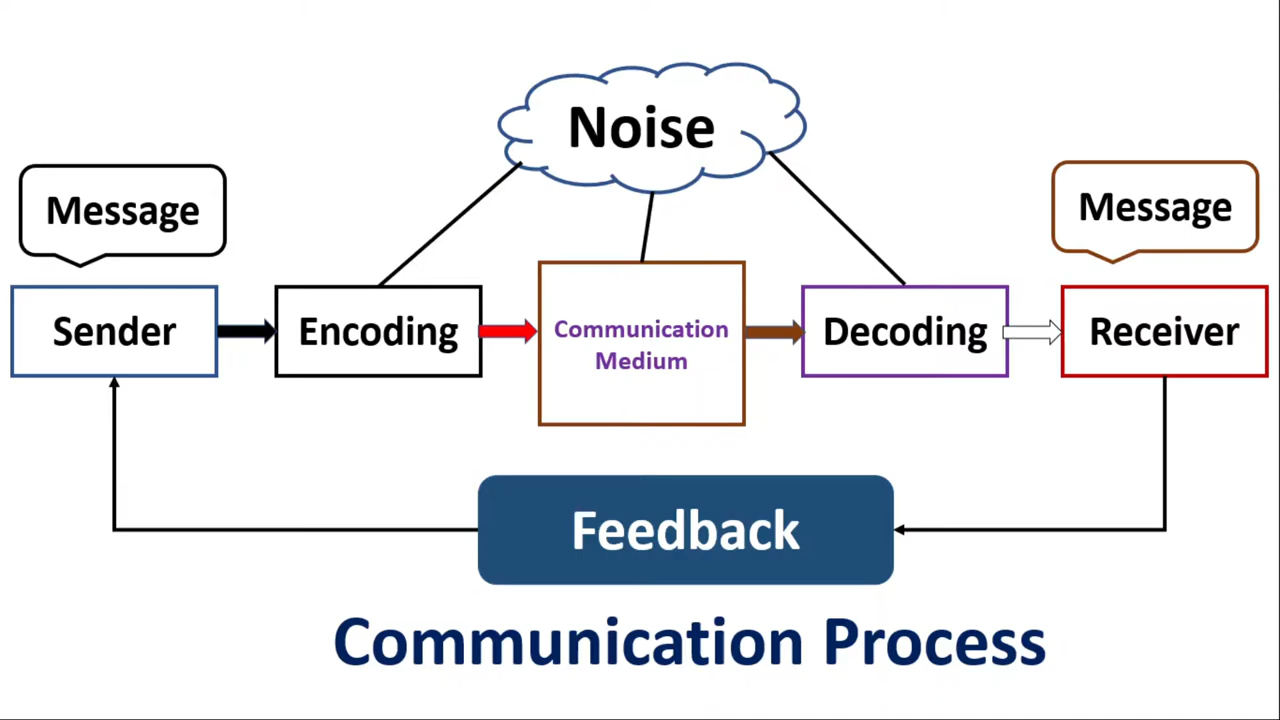 Noise
Message
Message
Sender
Encoding
Communication
Medium
Decoding
Receiver
Feedback
Communication Process